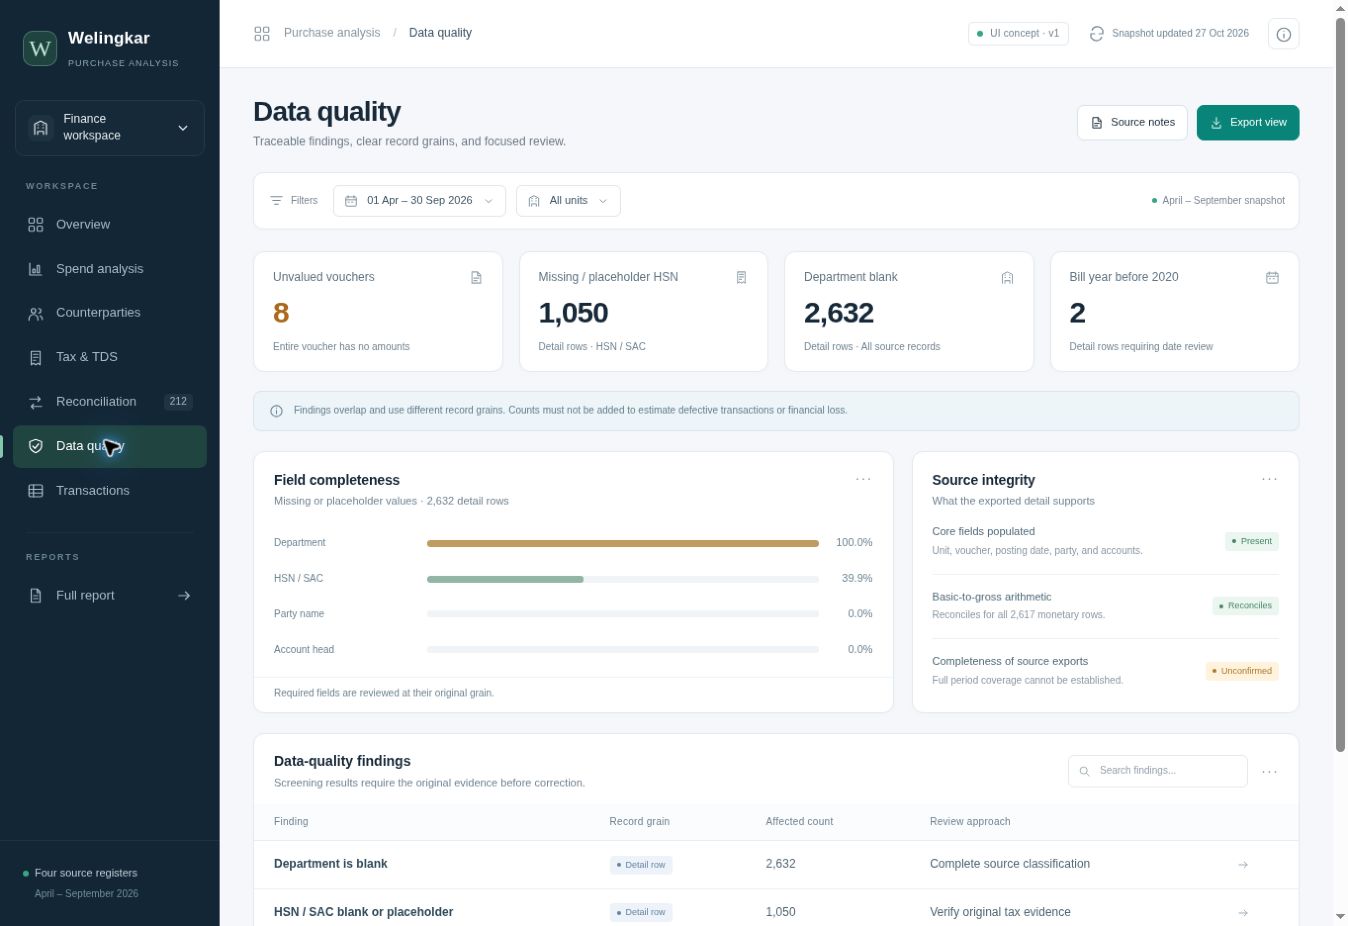 W
Welingkar
PURCHASE ANALYSIS
Finance
workspace
WORKSPACE
Overview
Spend analysis
Counterparties
Tax & TDS
Reconciliation 212
Data quality
Transactions
REPORTS
Full report
Four source registers
April – September 2026
Purchase analysis / Data quality
UI concept · v1
Snapshot updated 27 Oct 2026
Data quality
Traceable findings, clear record grains, and focused review.
Source notes
Export view
Filters
01 Apr – 30 Sep 2026
All units
April – September snapshot
Unvalued vouchers
8
Entire voucher has no amounts
Missing / placeholder HSN
1,050
Detail rows · HSN / SAC
Department blank
2,632
Detail rows · All source records
Bill year before 2020
2
Detail rows requiring date review
Findings overlap and use different record grains. Counts must not be added to estimate defective transactions or financial loss.
Field completeness
Missing or placeholder values · 2,632 detail rows
Department 100.0%
HSN / SAC 39.9%
Party name 0.0%
Account head 0.0%
Required fields are reviewed at their original grain.
Source integrity
What the exported detail supports
Core fields populated
Unit, voucher, posting date, party, and accounts.
Present
Basic-to-gross arithmetic
Reconciles for all 2,617 monetary rows.
Reconciles
Completeness of source exports
Full period coverage cannot be established.
Unconfirmed
Data-quality findings
Screening results require the original evidence before correction.
Search findings...
Finding Record grain Affected count Review approach
Department is blank Detail row 2,632 Complete source classification
HSN / SAC blank or placeholder Detail row 1,050 Verify original tax evidence